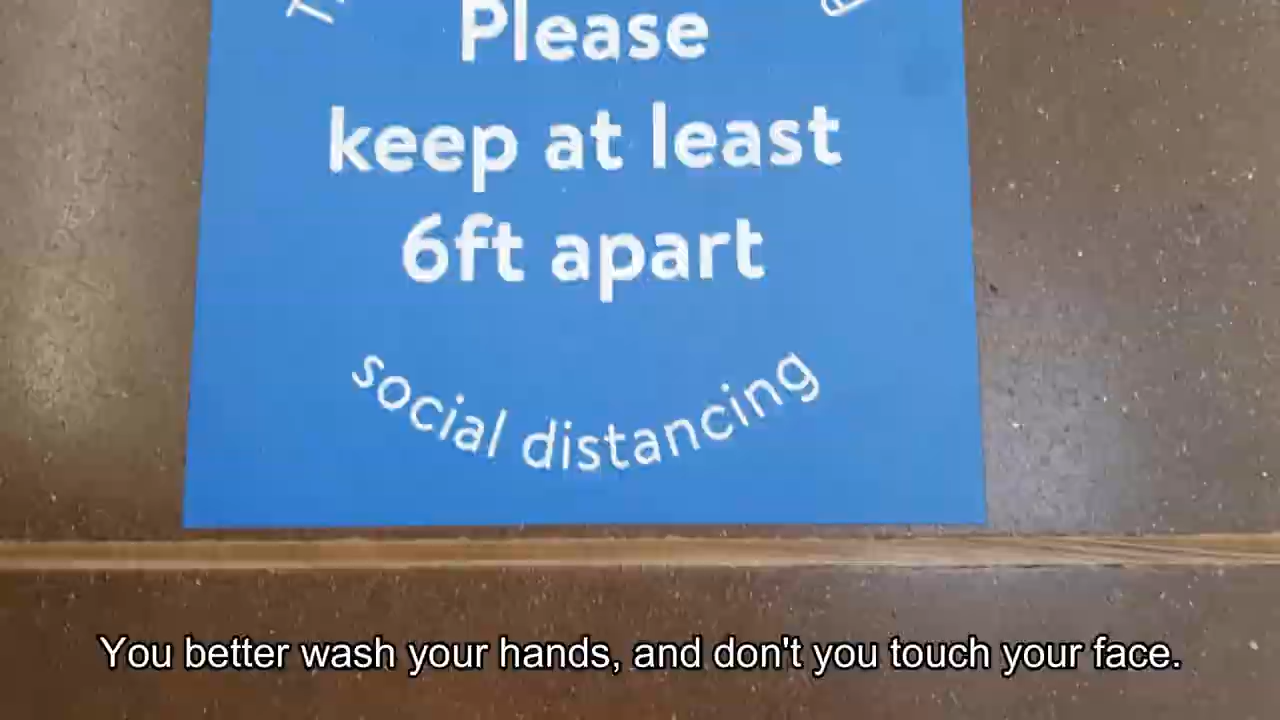 Please
keep at least
6ft apart
social distancing
You better wash your hands, and don't you touch your face.